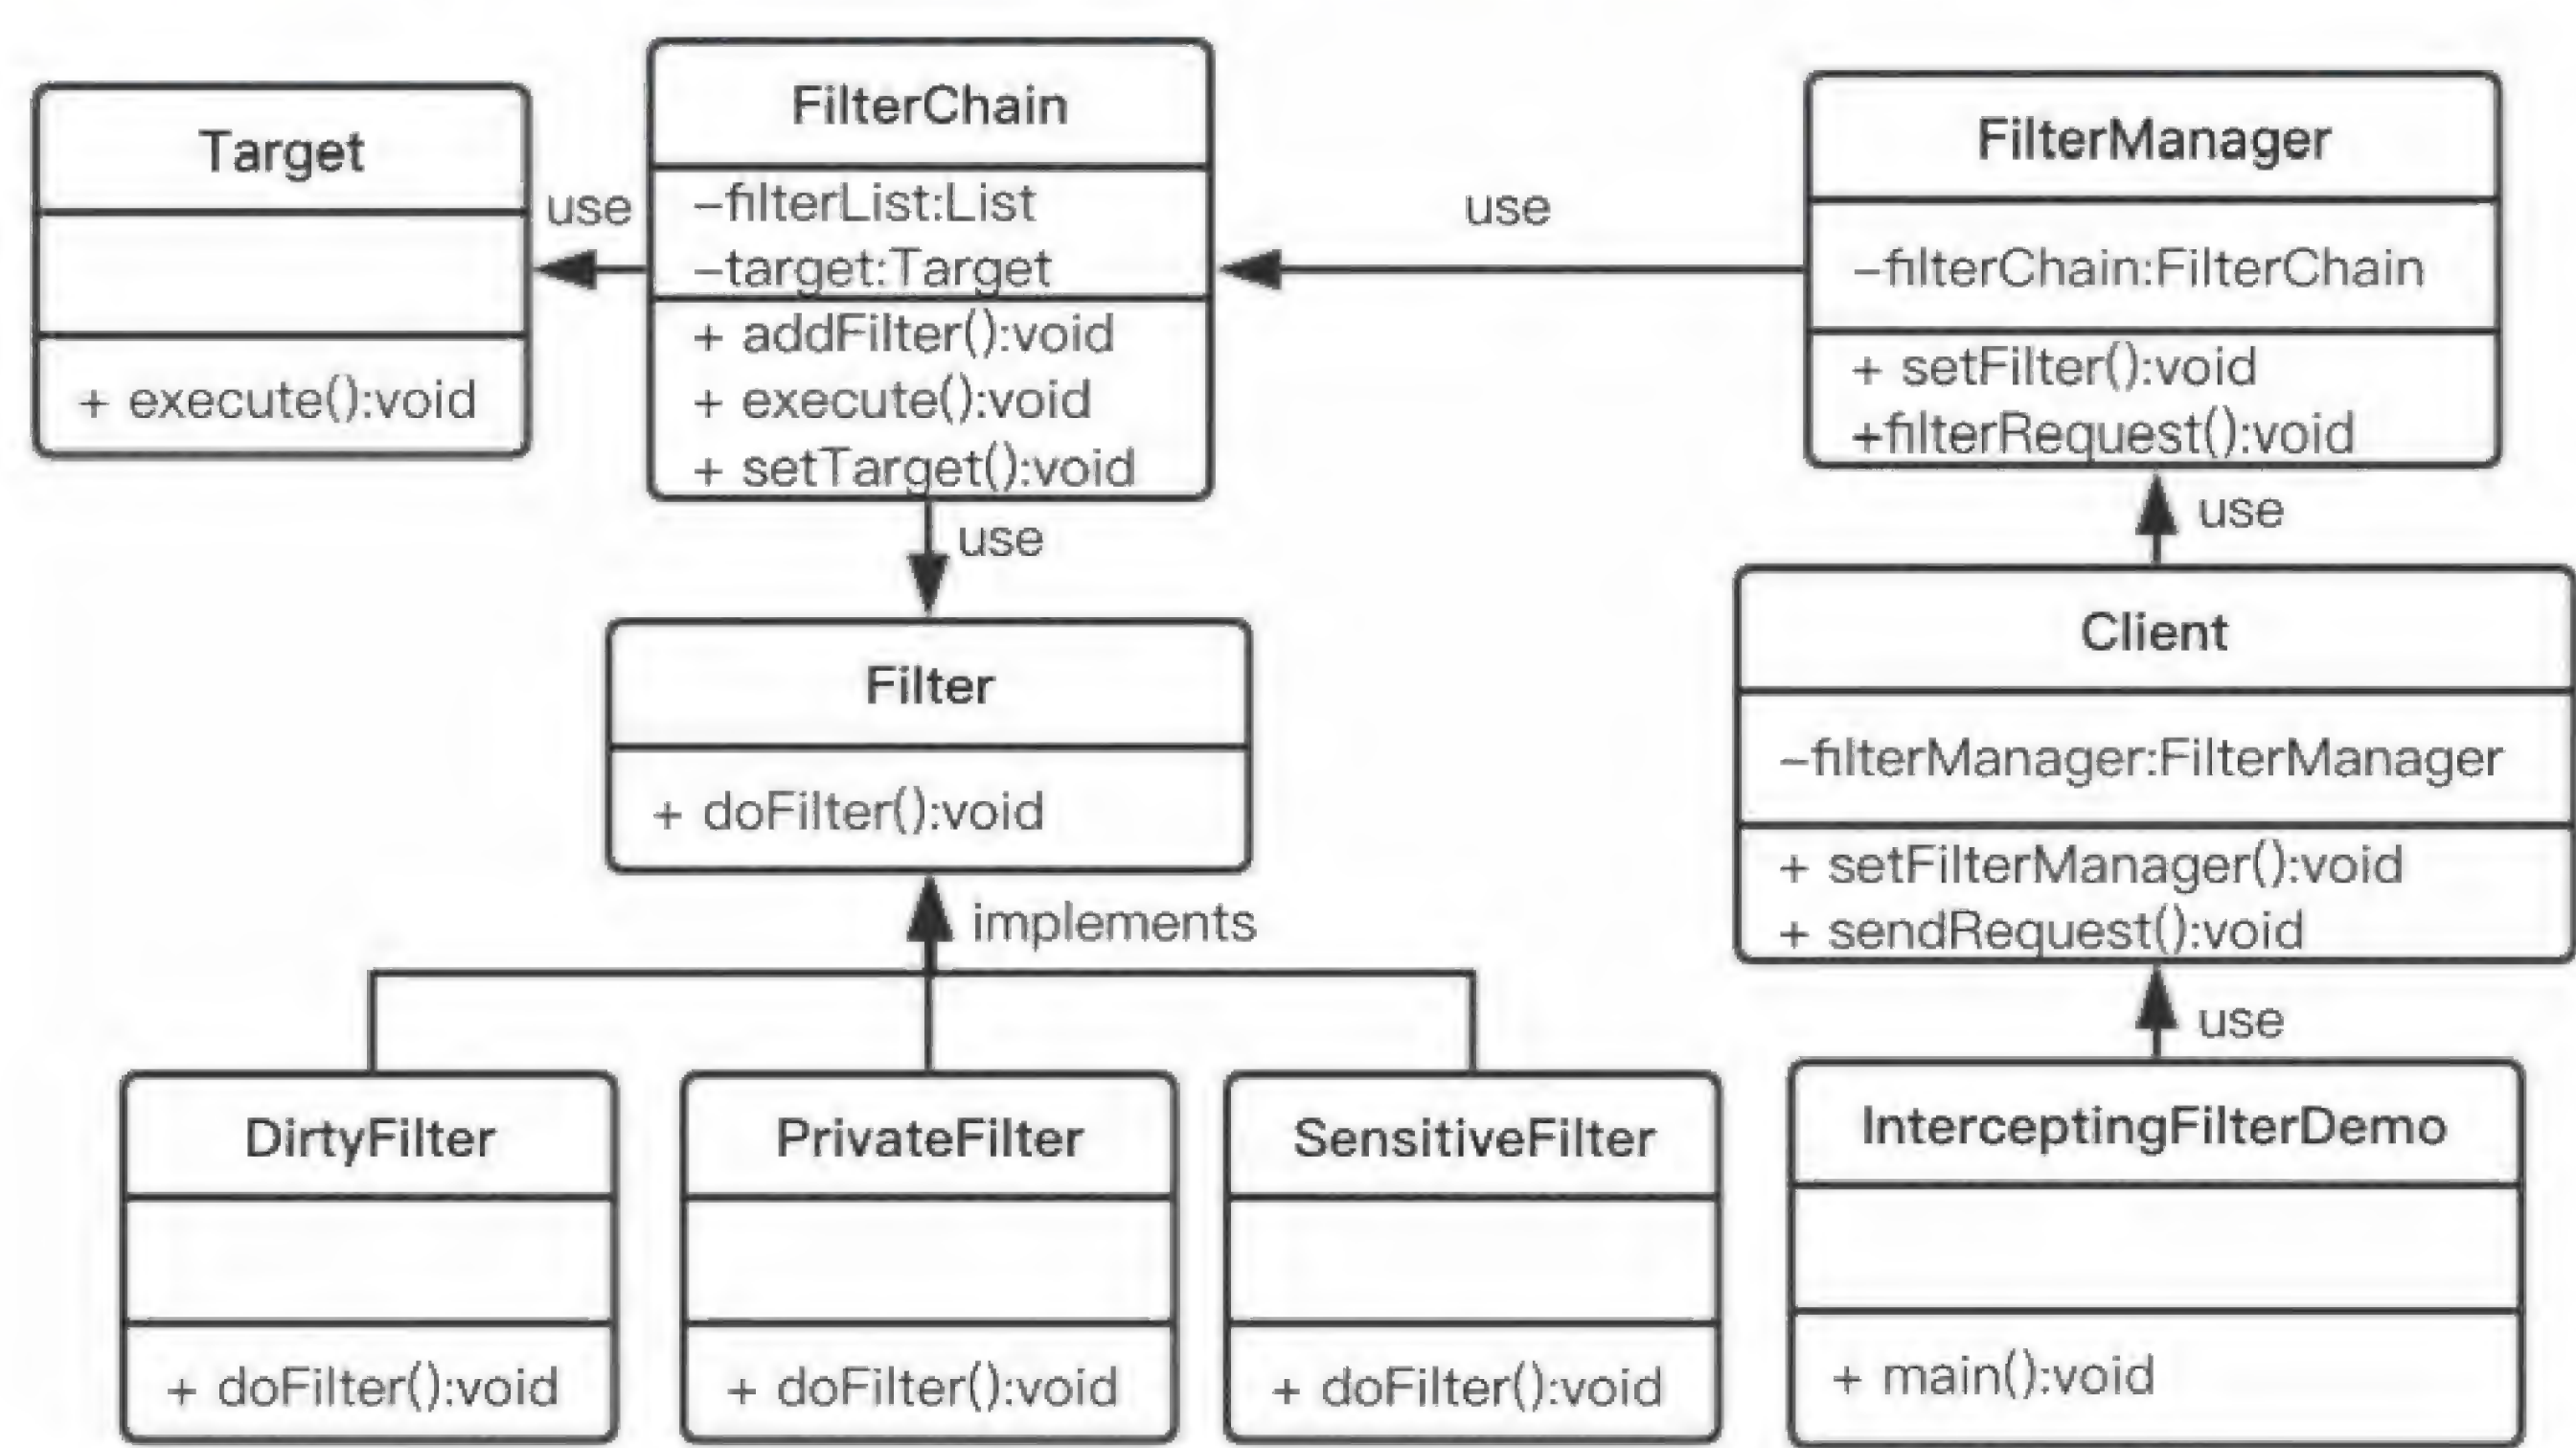 Target
+ execute():void
use
FilterChain
–filterList:List
–target:Target
+ addFilter():void
+ execute():void
+ setTarget():void
use
FilterManager
–filterChain:FilterChain
+ setFilter():void
+filterRequest():void
use
use
Filter
+ doFilter():void
implements
Client
–filterManager:FilterManager
+ setFilterManager():void
+ sendRequest():void
use
DirtyFilter
+ doFilter():void
PrivateFilter
+ doFilter():void
SensitiveFilter
+ doFilter():void
InterceptingFilterDemo
+ main():void